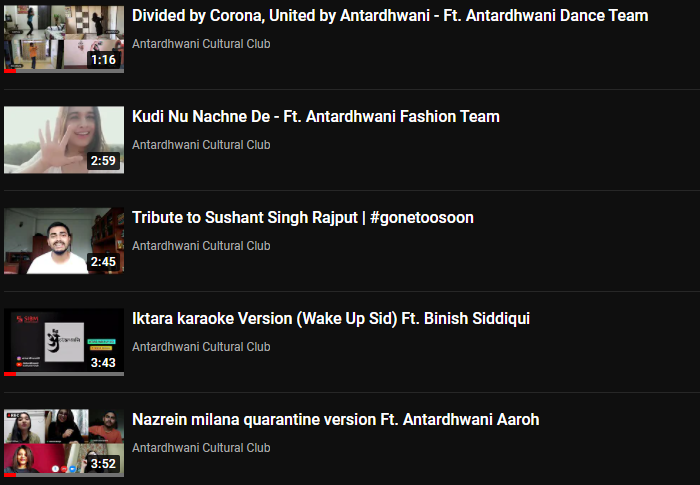 Divided by Corona, United by Antardhwani - Ft. Antardhwani Dance Team
Antardhwani Cultural Club
1:16
Kudi Nu Nachne De - Ft. Antardhwani Fashion Team
Antardhwani Cultural Club
2:59
Tribute to Sushant Singh Rajput | #gonetoosoon
Antardhwani Cultural Club
2:45
Iktara karaoke Version (Wake Up Sid) Ft. Binish Siddiqui
Antardhwani Cultural Club
3:43
Nazrein milana quarantine version Ft. Antardhwani Aaroh
Antardhwani Cultural Club
REC
3:52